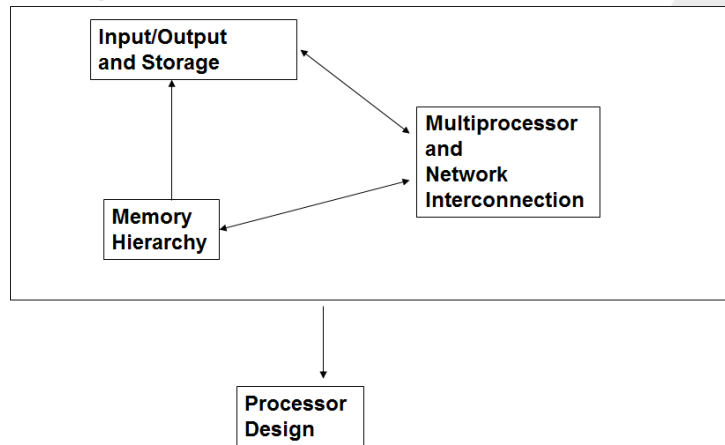 Input/Output
and Storage
Multiprocessor
and
Network
Interconnection
Memory
Hierarchy
Processor
Design